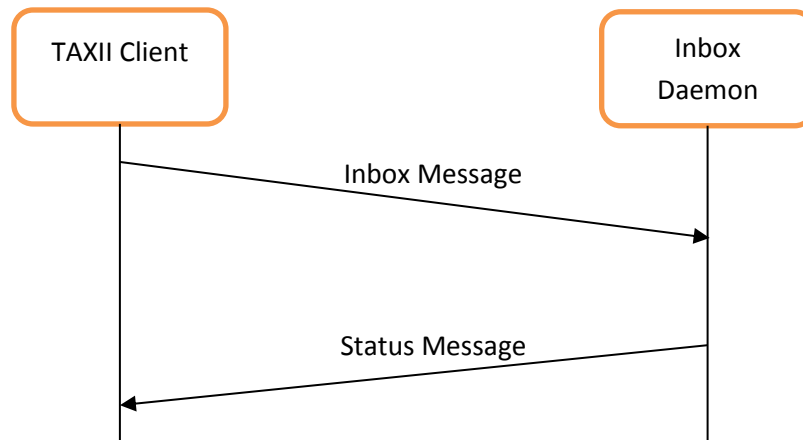 TAXII Client
Inbox
Daemon
Inbox Message
Status Message